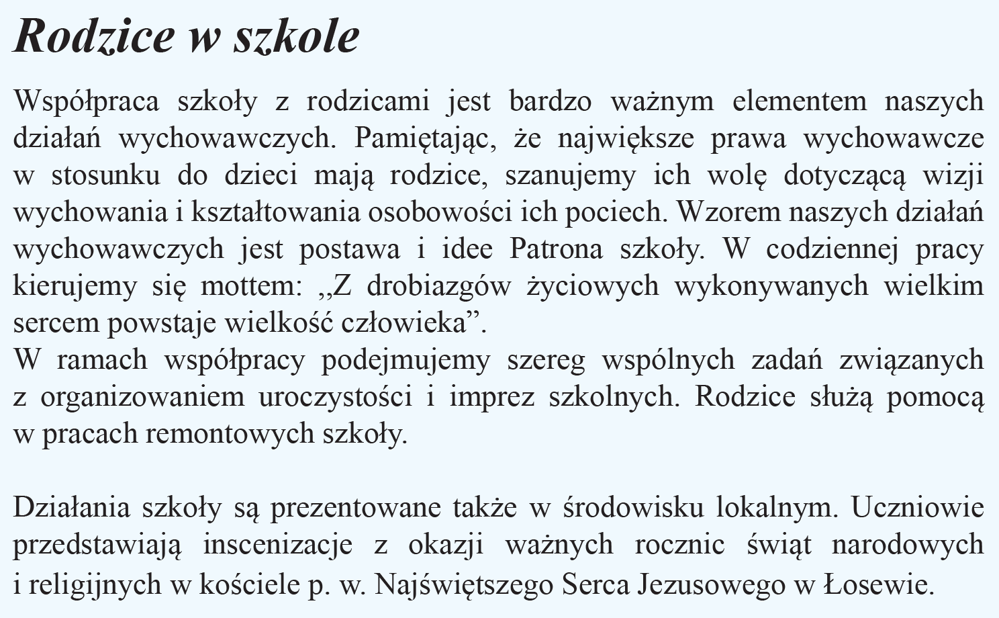 Rodzice w szkole
Współpraca szkoły z rodzicami jest bardzo ważnym elementem naszych
działań wychowawczych. Pamiętając, że największe prawa wychowawcze
w stosunku do dzieci mają rodzice, szanujemy ich wolę dotyczącą wizji
wychowania i kształtowania osobowości ich pociech. Wzorem naszych działań
wychowawczych jest postawa i idee Patrona szkoły. W codziennej pracy
kierujemy się mottem: ,,Z drobiazgów życiowych wykonywanych wielkim
sercem powstaje wielkość człowieka”.
W ramach współpracy podejmujemy szereg wspólnych zadań związanych
z organizowaniem uroczystości i imprez szkolnych. Rodzice służą pomocą
w pracach remontowych szkoły.
Działania szkoły są prezentowane także w środowisku lokalnym. Uczniowie
przedstawiają inscenizacje z okazji ważnych rocznic świąt narodowych
i religijnych w kościele p. w. Najświętszego Serca Jezusowego w Łosewie.